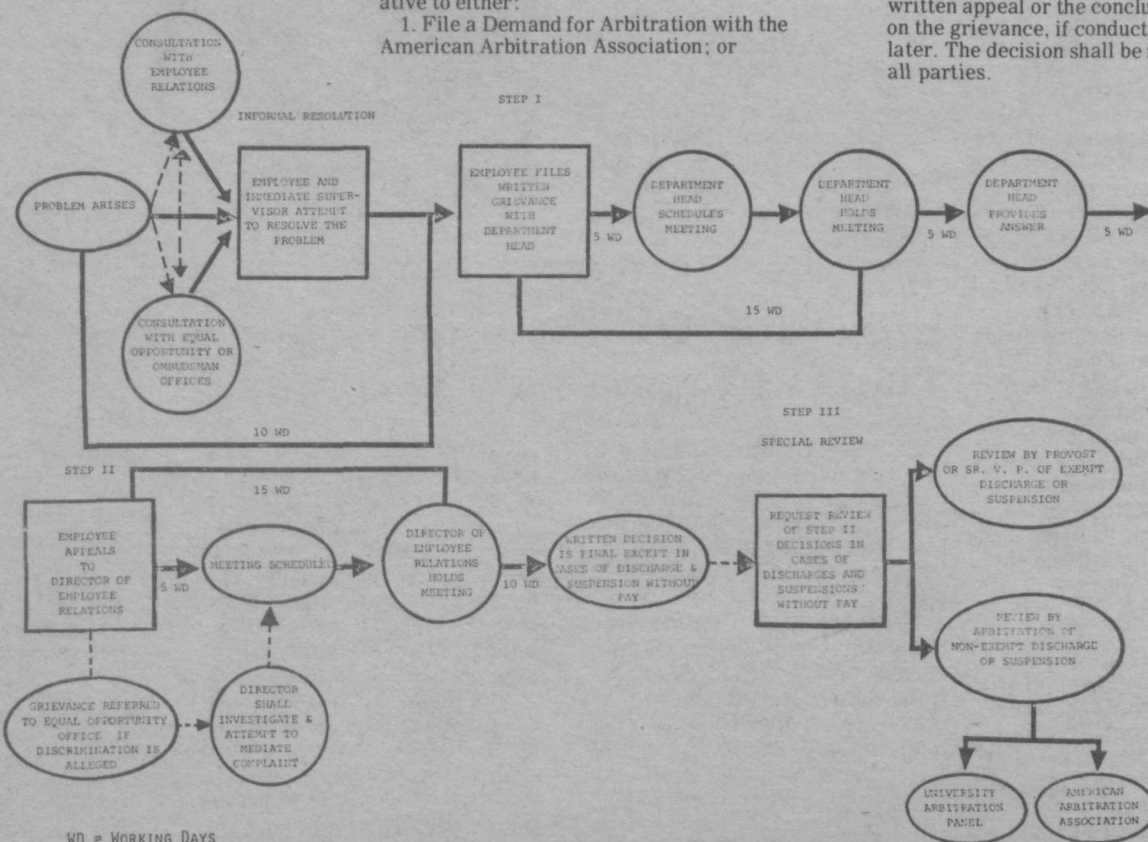 ative to either:
1. File a Demand for Arbitration with the
American Arbitration Association; or
written appeal or the conclu
on the grievance, if conduct
later. The decision shall be
all parties.
CONSULTATION
WITH
EMPLOYEE
RELATIONS
INFORMAL RESOLUTION
PROBLEM ARISES
EMPLOYEE AND
IMMEDIATE SUPER-
VISOR ATTEMPT
TO RESOLVE THE
PROBLEM
CONSULTATION
WITH EQUAL
OPPORTUNITY OR
OMBUDSMAN
OFFICES
10 WD
STEP I
EMPLOYEE FILES
WRITTEN
GRIEVANCE
WITH
DEPARTMENT
HEAD
5 WD
DEPARTMENT
HEAD
SCHEDULES
MEETING
DEPARTMENT
HEAD
HOLDS
MEETING
5 WD
DEPARTMENT
HEAD
PROVIDES
ANSWER
5 WD
15 WD
STEP II
15 WD
EMPLOYEE
APPEALS
TO
DIRECTOR OF
EMPLOYEE
RELATIONS
5 WD
MEETING SCHEDULED
DIRECTOR OF
EMPLOYEE
RELATIONS
HOLDS
MEETING
10 WD
WRITTEN DECISION
IS FINAL EXCEPT IN
CASES OF DISCHARGE &
SUSPENSION WITHOUT
PAY
GRIEVANCE REFERRED
TO EQUAL OPPORTUNITY
OFFICE IF
DISCRIMINATION IS
ALLEGED
DIRECTOR
SHALL
INVESTIGATE &
ATTEMPT TO
MEDIATE
COMPLAINT
STEP III
SPECIAL REVIEW
REQUEST REVIEW
OF STEP II
DECISIONS IN
CASES OF
DISCHARGES AND
SUSPENSIONS
WITHOUT PAY
REVIEW BY PROVOST
OR SR. V. P. OF EXEMPT
DISCHARGE OR
SUSPENSION
REVIEW BY
ARBITRATION OF
NON-EXEMPT DISCHARGE
OR SUSPENSION
UNIVERSITY
ARBITRATION
PANEL
AMERICAN
ARBITRATION
ASSOCIATION
WD = WORKING DAYS